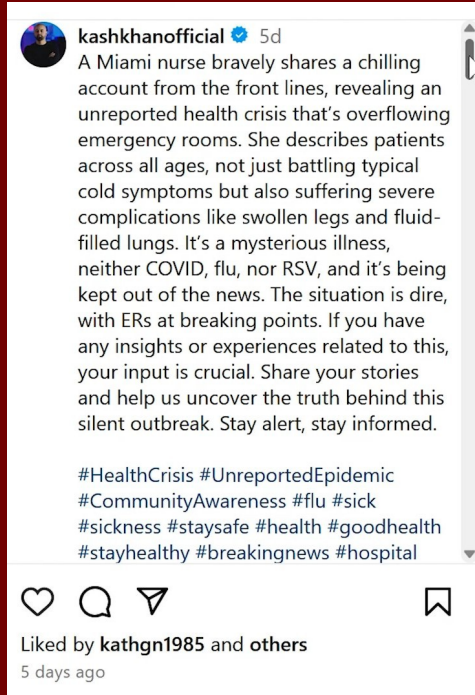 kashkhanofficial 5d
A Miami nurse bravely shares a chilling
account from the front lines, revealing an
unreported health crisis that's overflowing
emergency rooms. She describes patients
across all ages, not just battling typical
cold symptoms but also suffering severe
complications like swollen legs and fluid-
filled lungs. It's a mysterious illness,
neither COVID, flu, nor RSV, and it's being
kept out of the news. The situation is dire,
with ERs at breaking points. If you have
any insights or experiences related to this,
your input is crucial. Share your stories
and help us uncover the truth behind this
silent outbreak. Stay alert, stay informed.
#HealthCrisis #UnreportedEpidemic
#CommunityAwareness #flu #sick
#sickness #staysafe #health #goodhealth
#stayhealthy #breakingnews #hospital
Liked by kathgn1985 and others
5 days ago